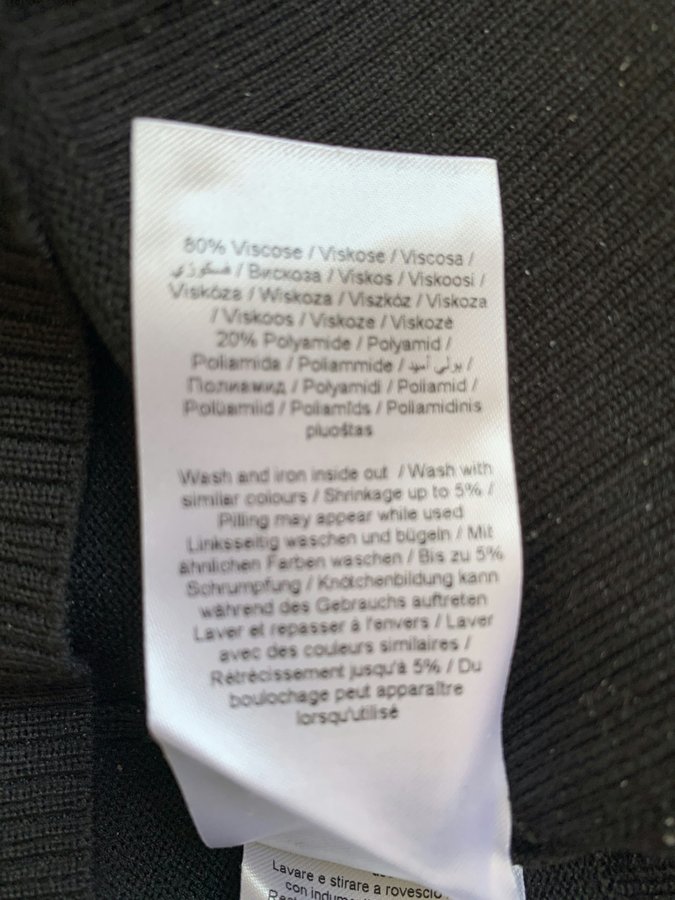 80% Viscose / Viskose / Viscosa /
فسكوزي / Вискоза / Viskos / Viskoosi /
Viskóza / Wiskoza / Viszkóz / Viskoza
/ Viskoos / Viskoze / Viskozė
20% Polyamide / Polyamid /
Poliamida / Poliammide / بولي أميد /
Полиамид / Polyamidi / Poliamid /
Polüamiid / Poliamīds / Poliamidinis
pluoštas
Wash and iron inside out / Wash with
similar colours / Shrinkage up to 5% /
Pilling may appear while used
Linksseitig waschen und bügeln / Mit
ähnlichen Farben waschen / Bis zu 5%
Schrumpfung / Knötchenbildung kann
während des Gebrauchs auftreten
Laver et repasser à l'envers / Laver
avec des couleurs similaires /
Rétrécissement jusqu'à 5% / Du
boulochage peut apparaître
lorsqu'utilisé
Lavare e stirare a rovescio
con